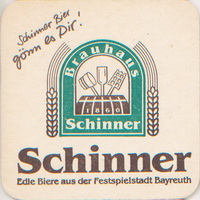 Schinner Bier
gönn es Dir!
Brauhaus
1860
Schinner
Schinner
Edle Biere aus der Festspielstadt Bayreuth